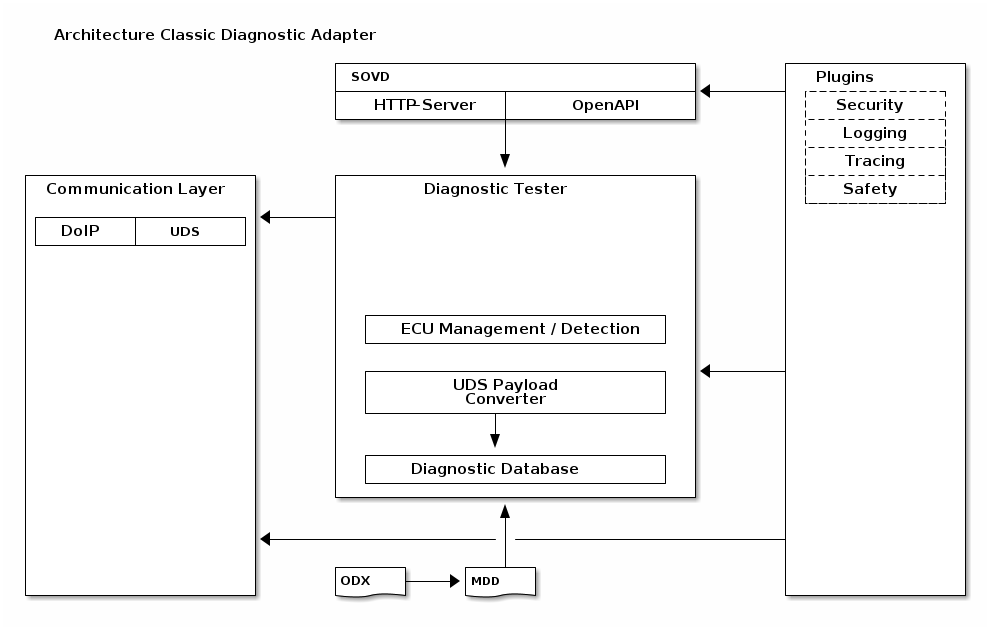 Architecture Classic Diagnostic Adapter
SOVD
HTTP-Server
OpenAPI
Plugins
Security
Logging
Tracing
Safety
Communication Layer
DoIP
UDS
Diagnostic Tester
ECU Management / Detection
UDS Payload
Converter
Diagnostic Database
ODX
MDD